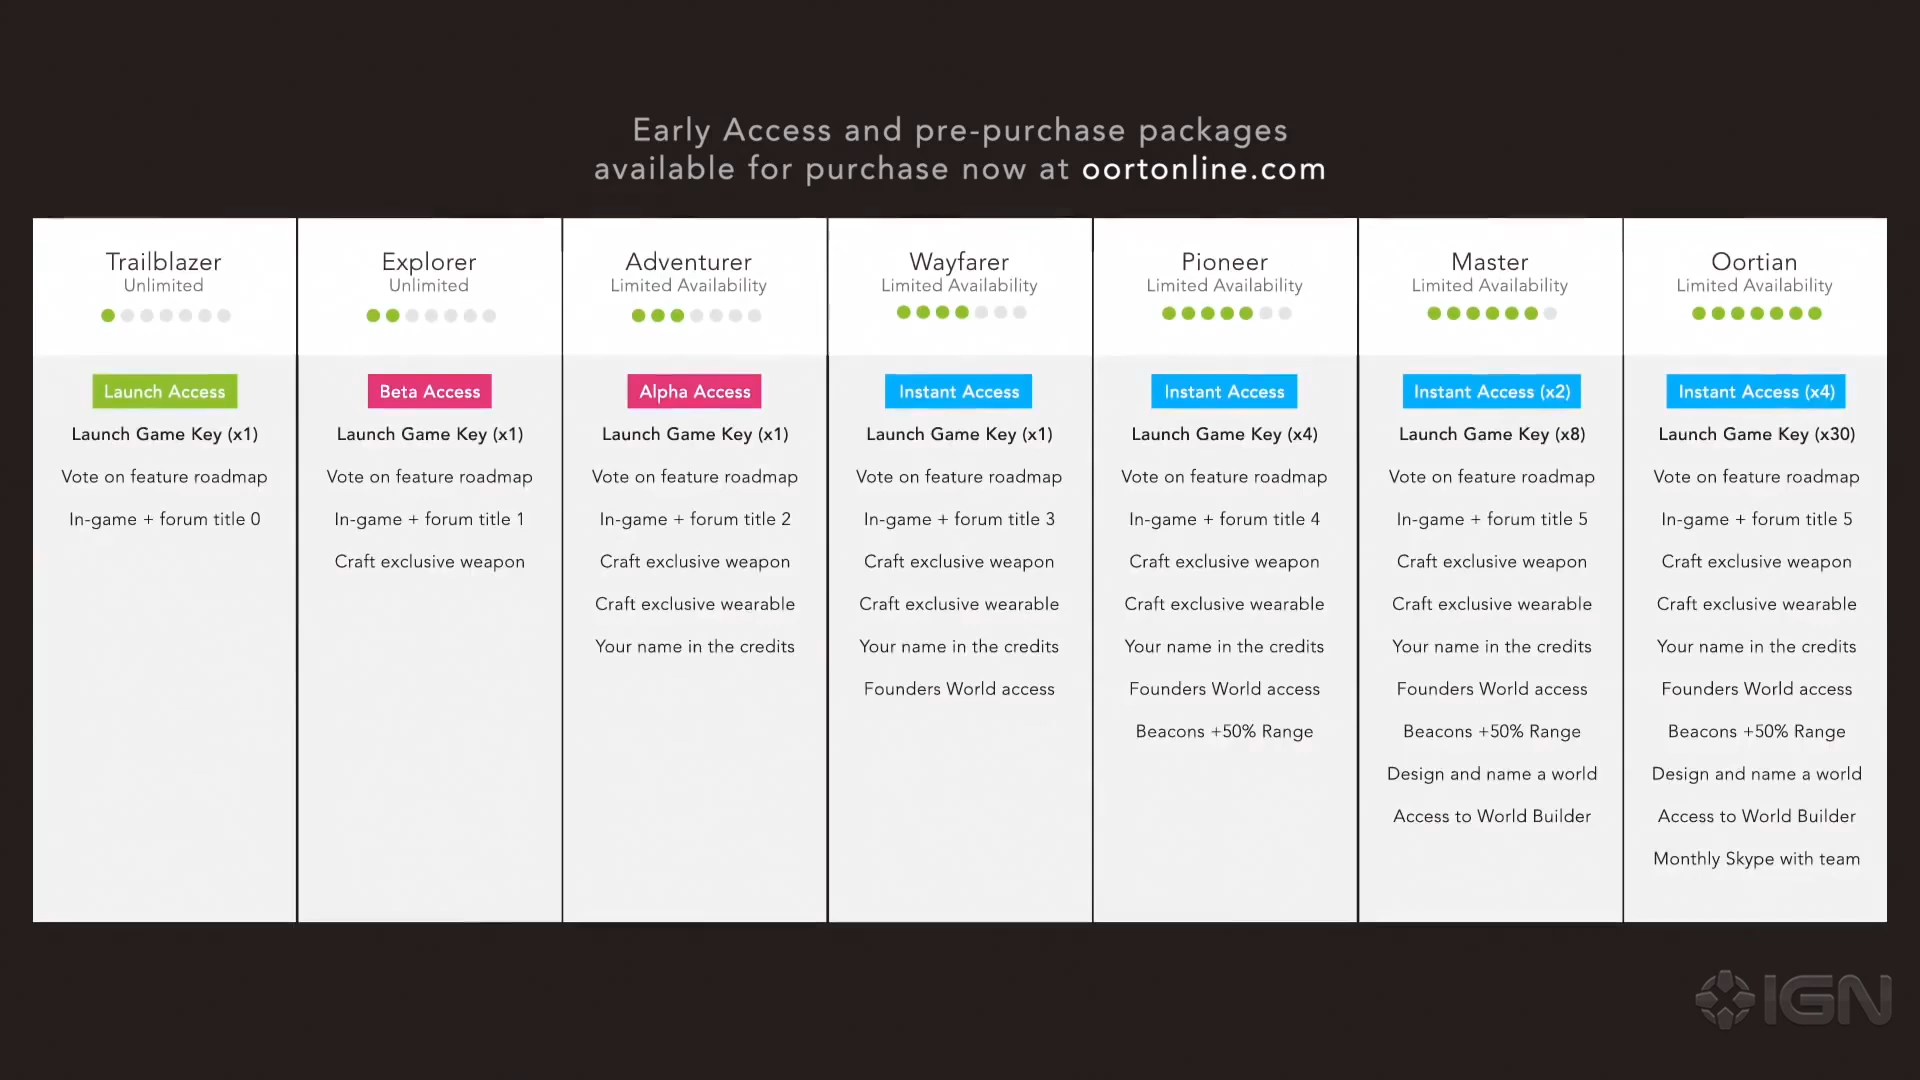 Early Access and pre-purchase packages
available for purchase now at oortonline.com
Trailblazer
Unlimited
Launch Access
Launch Game Key (x1)
Vote on feature roadmap
In-game + forum title 0
Explorer
Unlimited
Beta Access
Launch Game Key (x1)
Vote on feature roadmap
In-game + forum title 1
Craft exclusive weapon
Adventurer
Limited Availability
Alpha Access
Launch Game Key (x1)
Vote on feature roadmap
In-game + forum title 2
Craft exclusive weapon
Craft exclusive wearable
Your name in the credits
Wayfarer
Limited Availability
Instant Access
Launch Game Key (x1)
Vote on feature roadmap
In-game + forum title 3
Craft exclusive weapon
Craft exclusive wearable
Your name in the credits
Founders World access
Pioneer
Limited Availability
Instant Access
Launch Game Key (x4)
Vote on feature roadmap
In-game + forum title 4
Craft exclusive weapon
Craft exclusive wearable
Your name in the credits
Founders World access
Beacons +50% Range
Master
Limited Availability
Instant Access (x2)
Launch Game Key (x8)
Vote on feature roadmap
In-game + forum title 5
Craft exclusive weapon
Craft exclusive wearable
Your name in the credits
Founders World access
Beacons +50% Range
Design and name a world
Access to World Builder
Oortian
Limited Availability
Instant Access (x4)
Launch Game Key (x30)
Vote on feature roadmap
In-game + forum title 5
Craft exclusive weapon
Craft exclusive wearable
Your name in the credits
Founders World access
Beacons +50% Range
Design and name a world
Access to World Builder
Monthly Skype with team
IGN